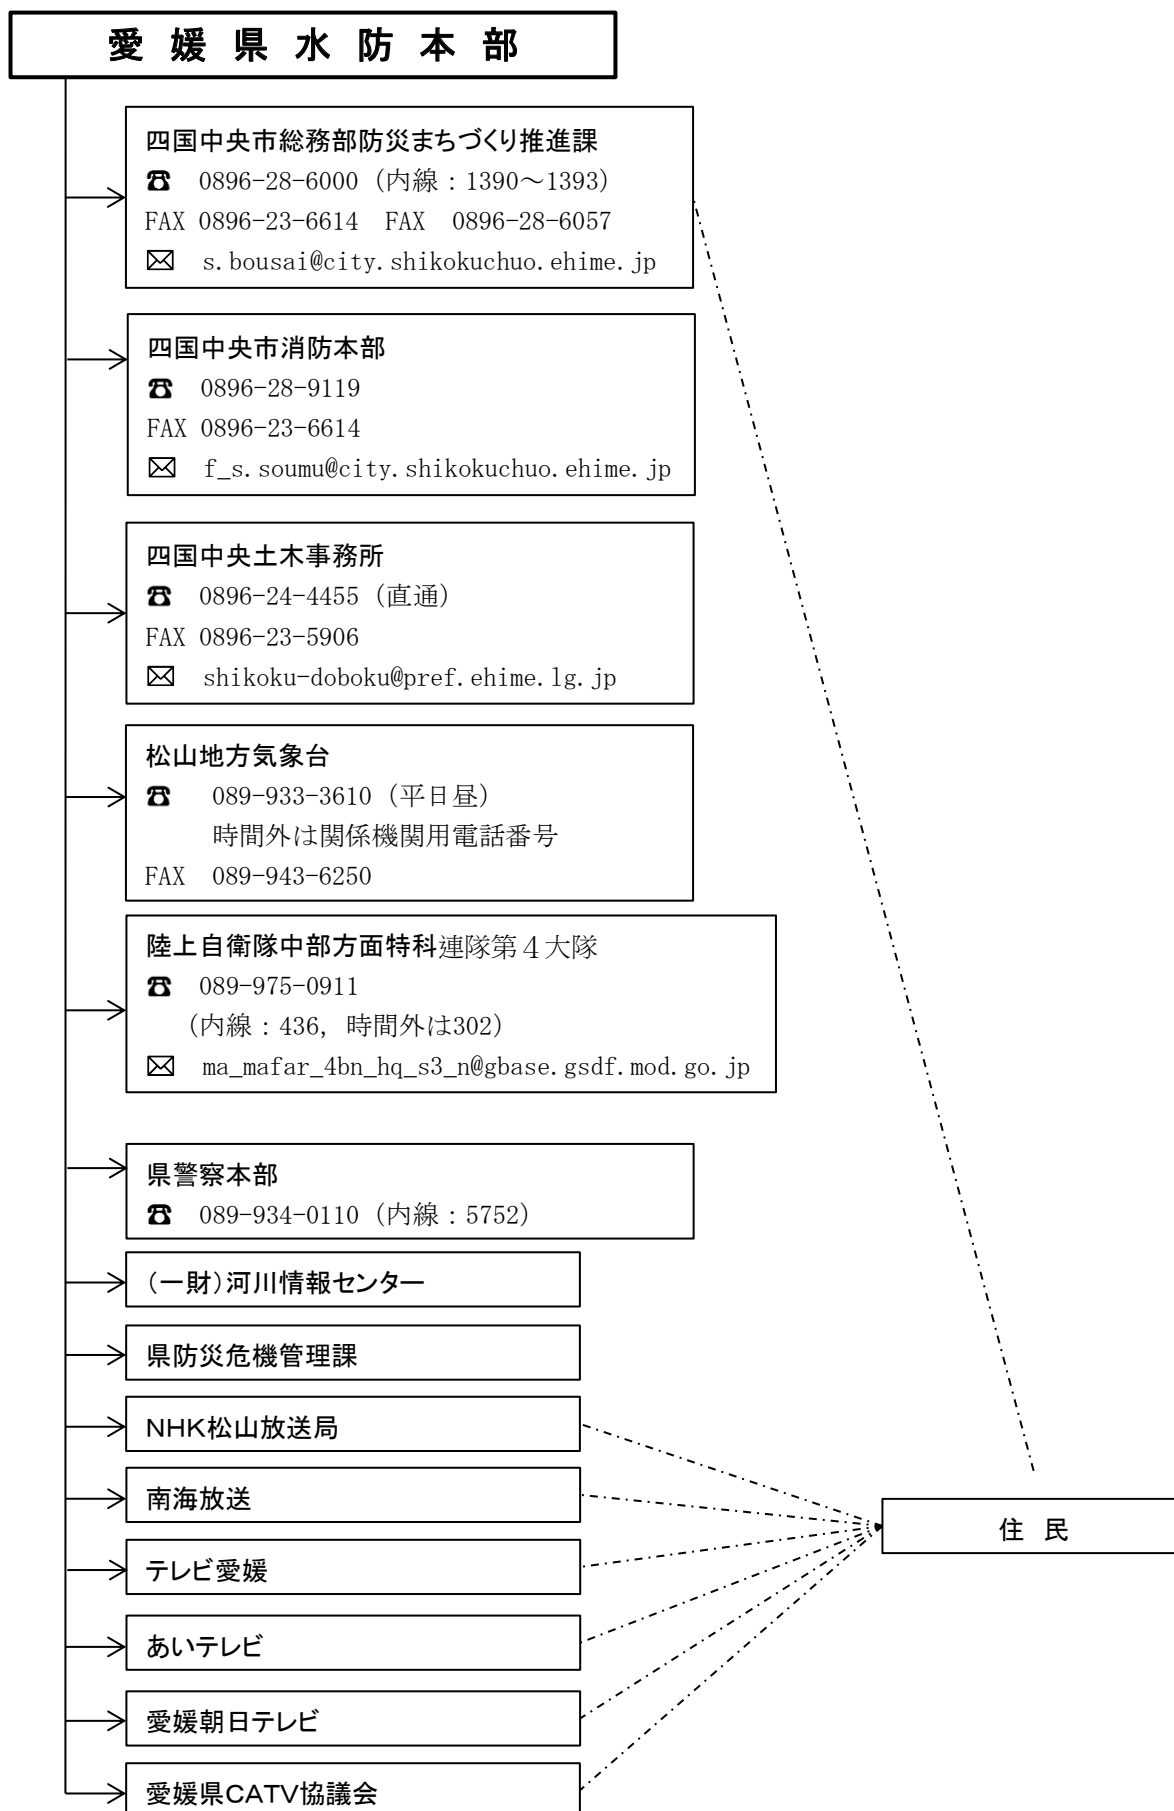 愛媛県水防本部
四国中央市総務部防災まちづくり推進課
☎ 0896-28-6000（内線：1390～1393）
FAX 0896-23-6614 FAX 0896-28-6057
✉ s.bousai@city.shikokuchuo.ehime.jp
四国中央市消防本部
☎ 0896-28-9119
FAX 0896-23-6614
✉ f_s.soumu@city.shikokuchuo.ehime.jp
四国中央土木事務所
☎ 0896-24-4455（直通）
FAX 0896-23-5906
✉ shikoku-doboku@pref.ehime.lg.jp
松山地方気象台
☎ 089-933-3610（平日昼）
時間外は関係機関用電話番号
FAX 089-943-6250
陸上自衛隊中部方面特科連隊第４大隊
☎ 089-975-0911
（内線：436，時間外は302）
✉ ma_mafar_4bn_hq_s3_n@gbase.gsdf.mod.go.jp
県警察本部
☎ 089-934-0110（内線：5752）
（一財）河川情報センター
県防災危機管理課
NHK松山放送局
南海放送
テレビ愛媛
あいテレビ
愛媛朝日テレビ
愛媛県CATV協議会
住民